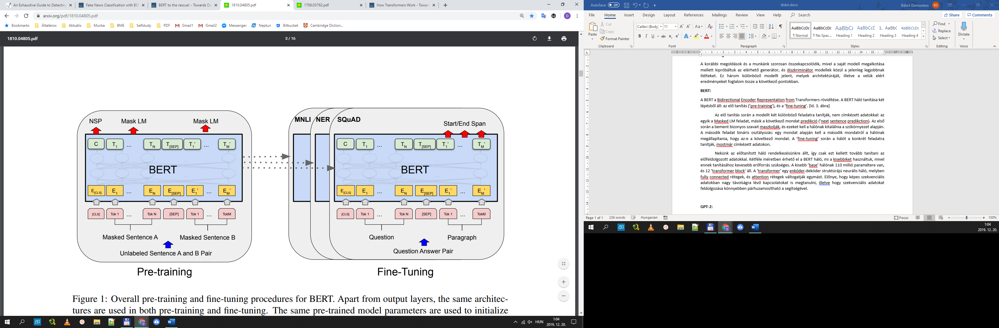 An Exhaustive Guide to Detecting
Fake News Classification with BER
BERT to the rescue! - Towards Da
1810.04805.pdf
1706.03762.pdf
How Transformers Work - Towar
arxiv.org/pdf/1810.04805.pdf
Bookmarks Általános Aktuális Munka BME Selfstudy PDF Gmail1 Gmail2 Messenger Neptun Bitbucket Cambridge Diction...
1810.04805.pdf 3 / 16
NSP Mask LM Mask LM
C T1 ... TN T[SEP] T1' ... TM'
BERT
E[CLS] E1 ... EN E[SEP] E1' ... EM'
[CLS] Tok 1 ... Tok N [SEP] Tok 1 ... TokM
Masked Sentence A Masked Sentence B
Unlabeled Sentence A and B Pair
Pre-training
MNLI NER SQuAD
Start/End Span
C T1 ... TN T[SEP] T1' ... TM'
BERT
E[CLS] E1 ... EN E[SEP] E1' ... EM'
[CLS] Tok 1 ... Tok N [SEP] Tok 1 ... TokM
Question Paragraph
Question Answer Pair
Fine-Tuning
Figure 1: Overall pre-training and fine-tuning procedures for BERT. Apart from output layers, the same architec-
tures are used in both pre-training and fine-tuning. The same pre-trained model parameters are used to initialize
HUN 1:04
2019. 12. 20.
AutoSave Off doksi.docx Bálint Domonkos BD
File Home Insert Design Layout References Mailings Review View Help Search Share Comments
Paste Cut Copy Format Painter
Calibri (Body) 11
AaBbCcDc AaBbCcDc AaBbCc AaBbCcE 1. AaBbC AaBbCcDc
¶ Normal ¶ No Spac... Heading 1 Heading 2 Heading 3 Heading 4
Find Replace Select Dictate
Clipboard Font Paragraph Styles Editing Voice
A korábbi megoldások és a munkánk szorosan összekapcsolódik, mivel a saját modell megalkotása
mellett kipróbáltuk az elérhető generátor, és diszkriminátor modellek közül a jelenleg legjobbnak
ítélteket. Ez három különböző modellt jelent, melyek architektúráját, illetve a velük elért
eredményeket foglalom össze a következő pontokban.
BERT:
A BERT a Bidirectional Encoder Representation from Transformers rövidítése. A BERT háló tanítása két
lépésből áll: az elő tanítás ('pre-training'), és a 'fine-tuning'. [ld. 3. ábra]
Az elő tanítás során a modellt két különböző feladatra tanítják, nem címkézett adatokkal: az
egyik a Masked LM feladat, másik a következő mondat predikció ('next sentence predikction). Az első
során a bement bizonyos szavait maszkolják, és ezeket kell a hálónak kitalálnia a szókörnyezet alapján.
A második feladat bináris osztályozás: egy mondat alapján kell a második mondatról a hálónak
megállapítania, hogy az-e a következő mondat. A 'fine-tuning' során a hálót a konkrét feladatra
tanítják, mostmár címkézett adatokon.
Nekünk az előtanított háló rendelkezésünkre állt, így csak ezt kellett tovább tanítani az
előfeldolgozott adatokkal. Kétféle méretben érhető el a BERT háló, mi a kisebbiket használtuk, mivel
ennek tanításához kevesebb erőforrás szükséges. A kisebb 'base' hálónak 110 millió paramétere van,
és 12 'transformer block' áll. A 'transformer' egy enkóder-dekóder struktúrájú neurális háló, melyben
fully connected rétegek, és attention rétegek váltogatják egymást. Előnye, hogy képes szekvenciális
adatokban nagy távolságra lévő kapcsolatokat is megtanulni, illetve hogy szekvenciális adatokat
feldolgozása könnyebben párhuzamosítható a segítségével.
GPT-2:
Page 1 of 1 236 words Hungarian Focus 100%
1:04
2019. 12. 20.